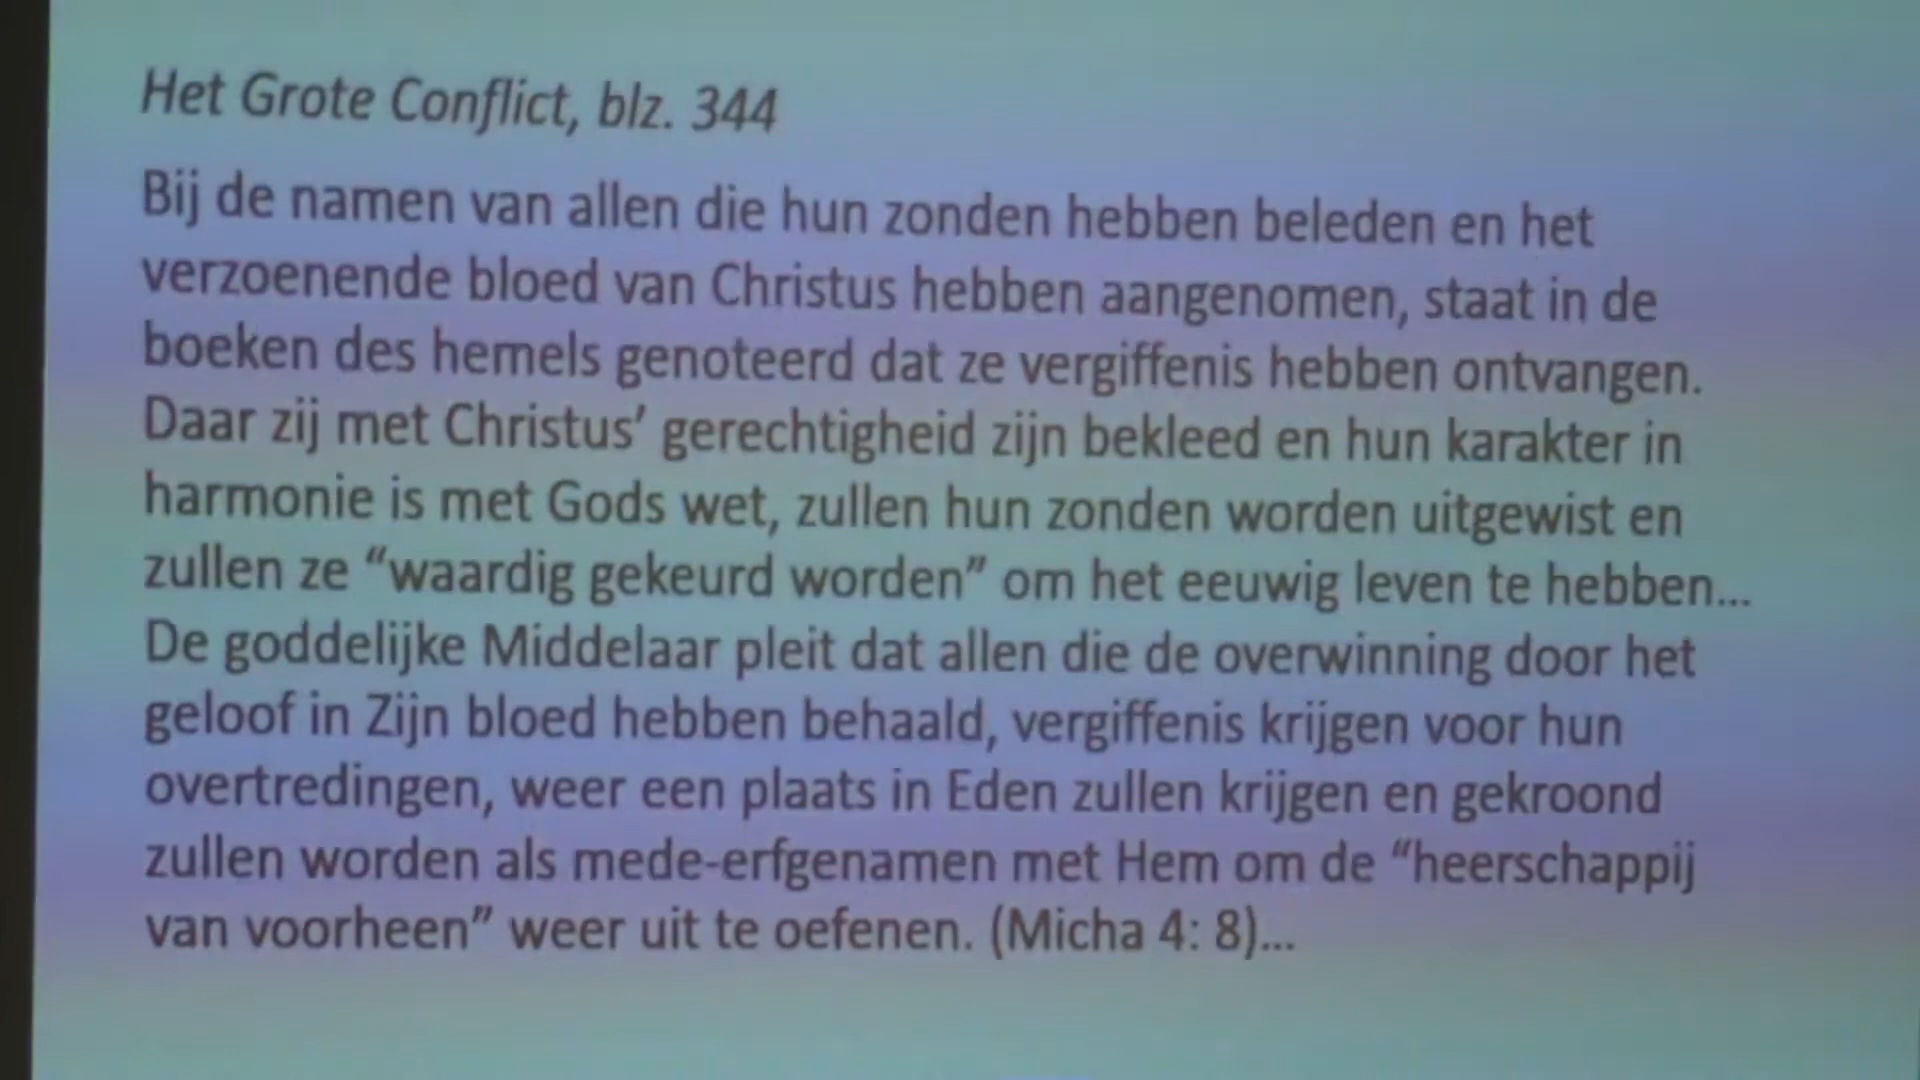 Het Grote Conflict, blz. 344
Bij de namen van allen die hun zonden hebben beleden en het
verzoenende bloed van Christus hebben aangenomen, staat in de
boeken des hemels genoteerd dat ze vergiffenis hebben ontvangen.
Daar zij met Christus’ gerechtigheid zijn bekleed en hun karakter in
harmonie is met Gods wet, zullen hun zonden worden uitgewist en
zullen ze “waardig gekeurd worden” om het eeuwig leven te hebben...
De goddelijke Middelaar pleit dat allen die de overwinning door het
geloof in Zijn bloed hebben behaald, vergiffenis krijgen voor hun
overtredingen, weer een plaats in Eden zullen krijgen en gekroond
zullen worden als mede-erfgenamen met Hem om de “heerschappij
van voorheen” weer uit te oefenen. (Micha 4: 8)...